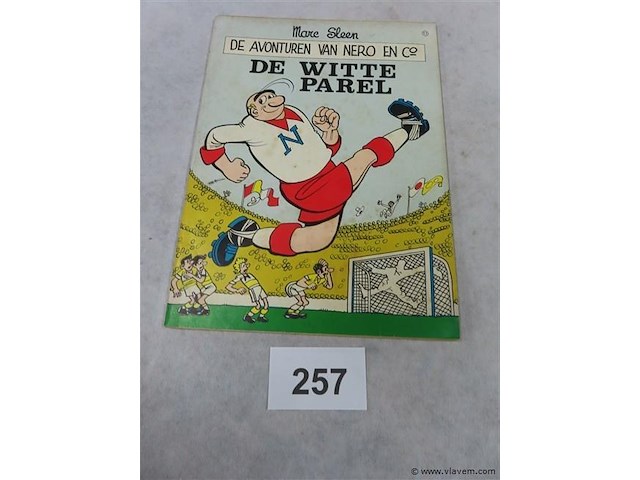 Marc Sleen
DE AVONTUREN VAN NERO EN Co
DE WITTE
PAREL
N
257
© www.vlavem.com